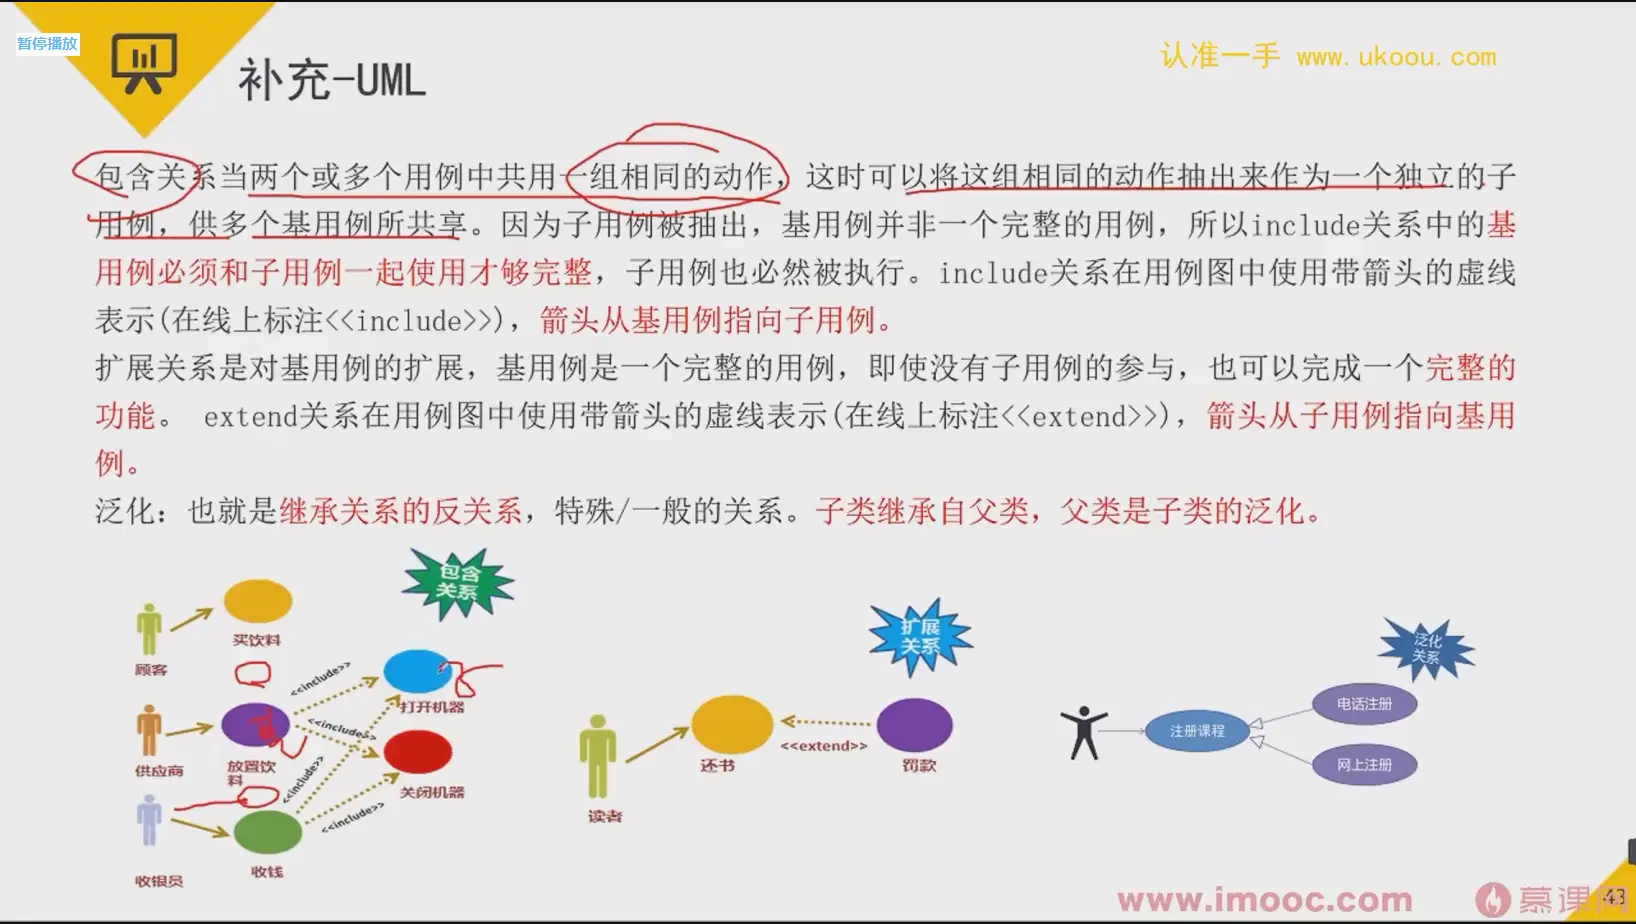 暂停播放
认准一手 www.ukoou.com
补充-UML
包含关系当两个或多个用例中共用一组相同的动作，这时可以将这组相同的动作抽出来作为一个独立的子
用例，供多个基用例所共享。因为子用例被抽出，基用例并非一个完整的用例，所以include关系中的基
用例必须和子用例一起使用才够完整，子用例也必然被执行。include关系在用例图中使用带箭头的虚线
表示(在线上标注<<include>>)，箭头从基用例指向子用例。
扩展关系是对基用例的扩展，基用例是一个完整的用例，即使没有子用例的参与，也可以完成一个完整的
功能。 extend关系在用例图中使用带箭头的虚线表示(在线上标注<<extend>>)，箭头从子用例指向基用
例。
泛化：也就是继承关系的反关系，特殊/一般的关系。子类继承自父类，父类是子类的泛化。
包含
关系
买饮料
顾客
<<include>>
打开机器
<<include>>
供应商
放置饮
料
<<include>>
关闭机器
<<include>>
收银员
收钱
扩展
关系
<<extend>>
还书
罚款
读者
泛化
关系
电话注册
注册课程
网上注册
www.imooc.com
慕课网
43